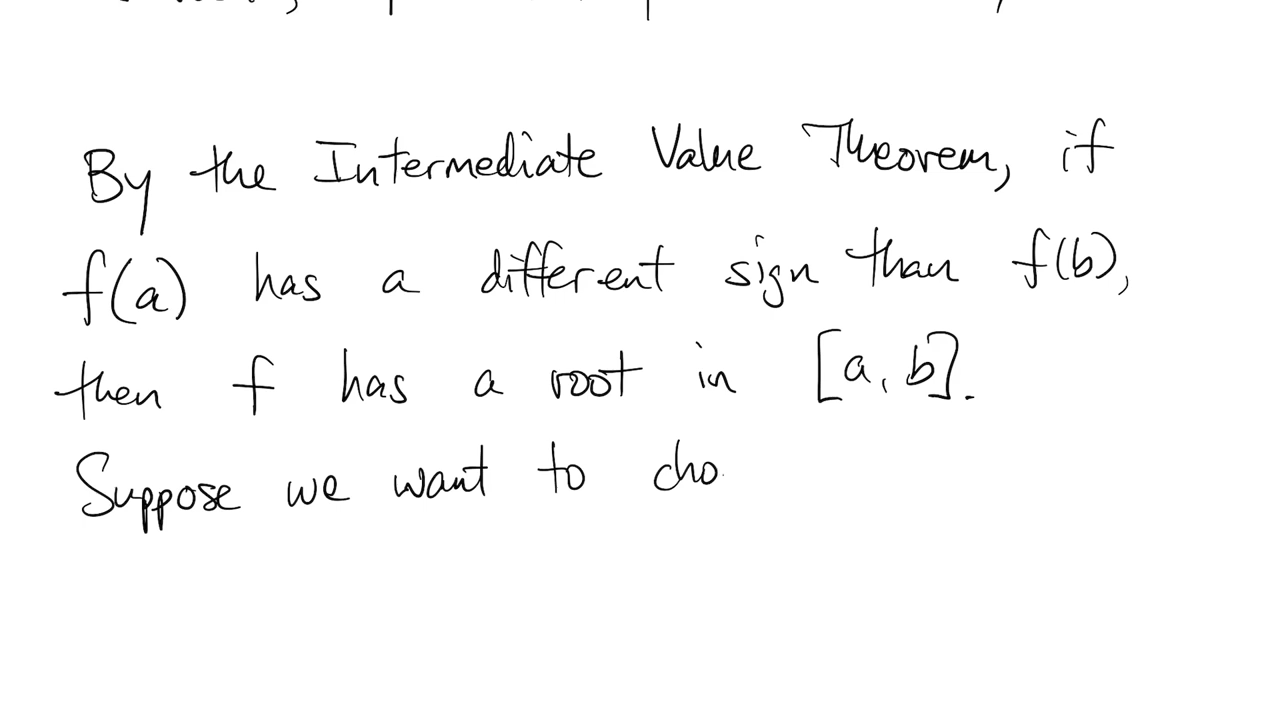 By the Intermediate Value Theorem, if
f(a) has a different sign than f(b),
then f has a root in [a, b].
Suppose we want to cho